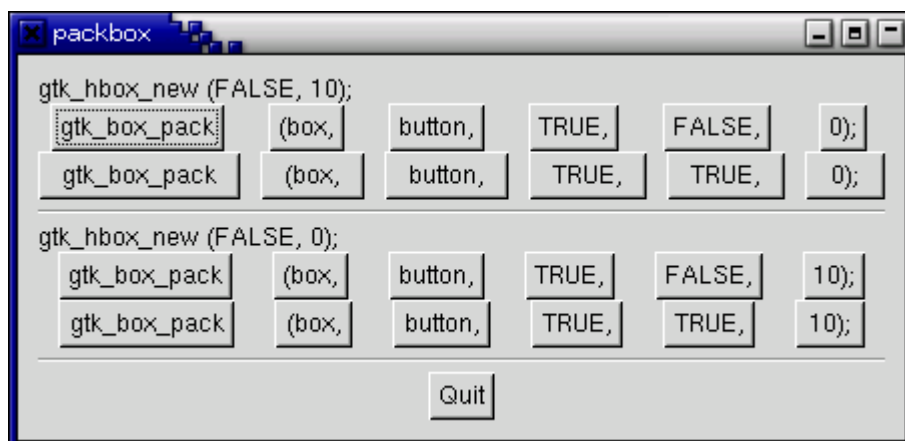 packbox
gtk_hbox_new (FALSE, 10);
gtk_box_pack (box, button, TRUE, FALSE, 0);
gtk_box_pack (box, button, TRUE, TRUE, 0);
gtk_hbox_new (FALSE, 0);
gtk_box_pack (box, button, TRUE, FALSE, 10);
gtk_box_pack (box, button, TRUE, TRUE, 10);
Quit